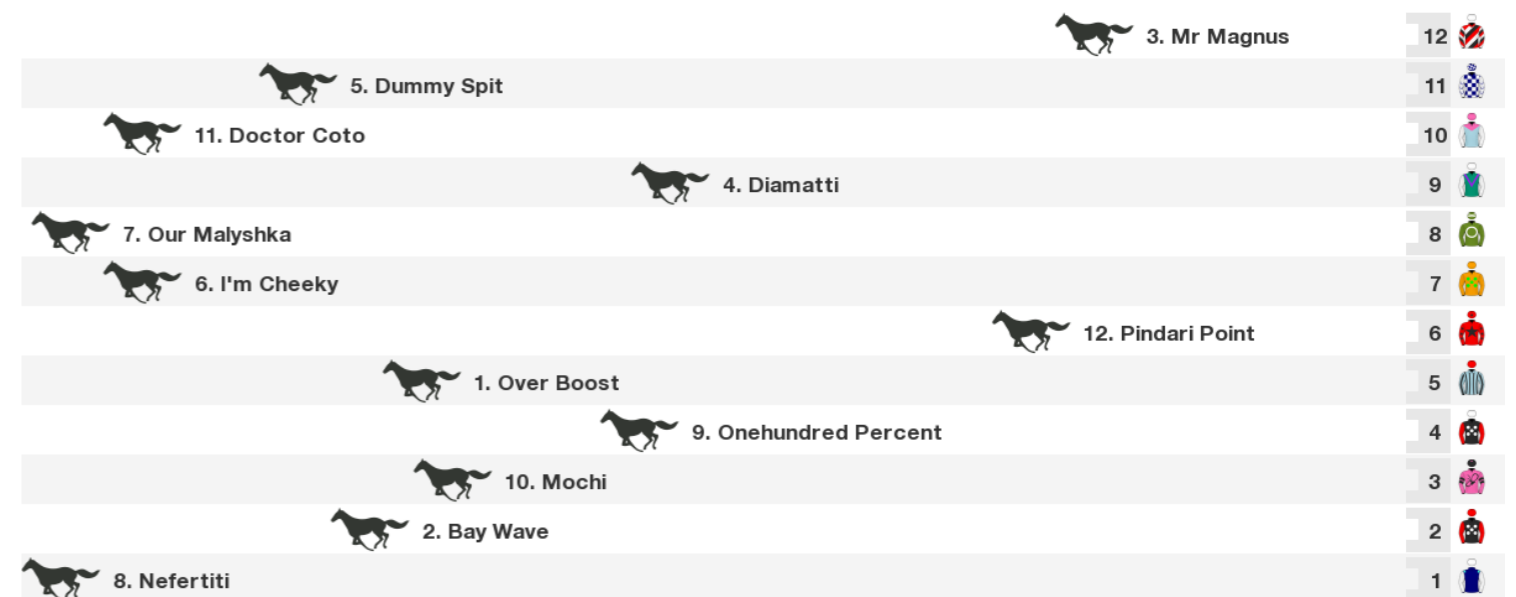 3. Mr Magnus 12
5. Dummy Spit 11
11. Doctor Coto 10
4. Diamatti 9
7. Our Malyshka 8
6. I'm Cheeky 7
12. Pindari Point 6
1. Over Boost 5
9. Onehundred Percent 4
10. Mochi 3
2. Bay Wave 2
8. Nefertiti 1